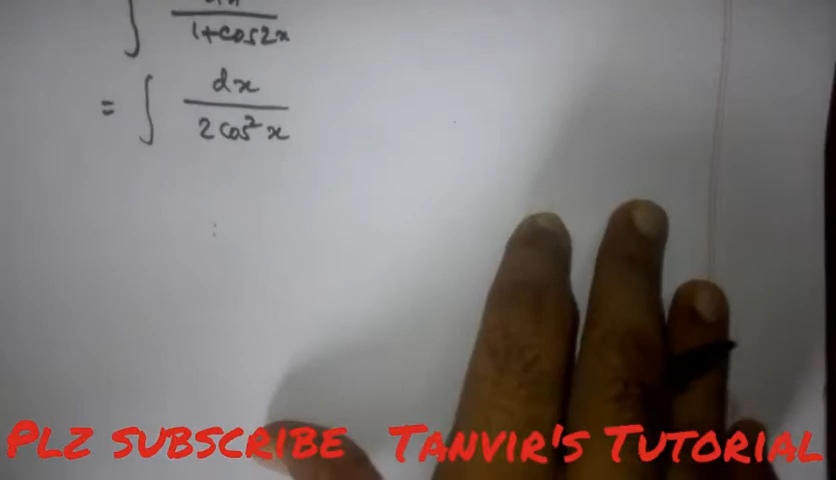 ∫ dx / 1+cos2x
= ∫ dx / 2cos²x
Plz subscribe Tanvir's Tutorial